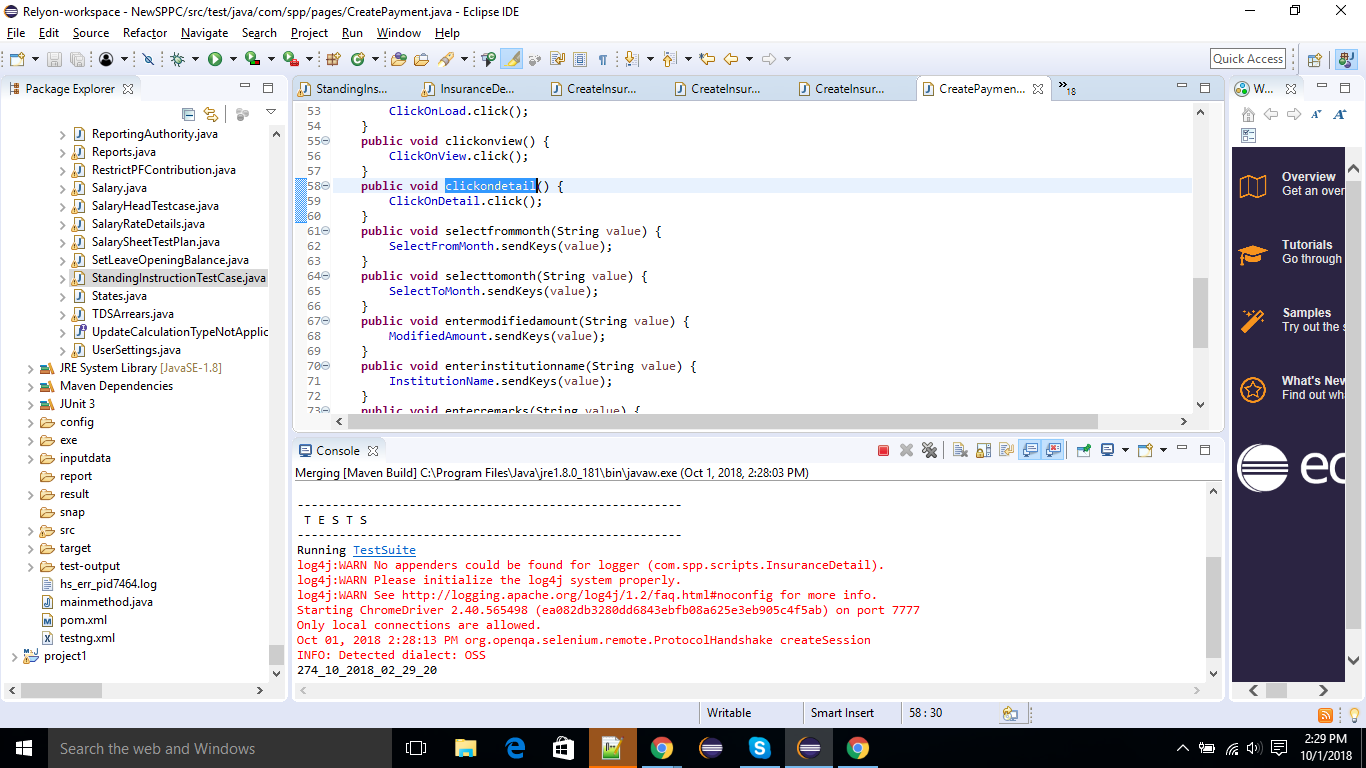 Relyon-workspace - NewSPPC/src/test/java/com/spp/pages/CreatePayment.java - Eclipse IDE
File Edit Source Refactor Navigate Search Project Run Window Help
Quick Access
Package Explorer
StandingIns...
InsuranceDe...
CreateInsur...
CreateInsur...
CreateInsur...
CreatePaymen...
18
W...
ReportingAuthority.java
Reports.java
RestrictPFContribution.java
Salary.java
SalaryHeadTestcase.java
SalaryRateDetails.java
SalarySheetTestPlan.java
SetLeaveOpeningBalance.java
StandingInstructionTestCase.java
States.java
TDSArrears.java
UpdateCalculationTypeNotApplic
UserSettings.java
JRE System Library [JavaSE-1.8]
Maven Dependencies
JUnit 3
config
exe
inputdata
report
result
snap
src
target
test-output
hs_err_pid7464.log
mainmethod.java
pom.xml
testng.xml
project1
53 ClickOnLoad.click();
54 }
55 public void clickonview() {
56 ClickOnView.click();
57 }
58 public void clickondetail() {
59 ClickOnDetail.click();
60 }
61 public void selectfrommonth(String value) {
62 SelectFromMonth.sendKeys(value);
63 }
64 public void selecttomonth(String value) {
65 SelectToMonth.sendKeys(value);
66 }
67 public void entermodifiedamount(String value) {
68 ModifiedAmount.sendKeys(value);
69 }
70 public void enterinstitutionname(String value) {
71 InstitutionName.sendKeys(value);
72 }
73 public void enterremarks(String value) {
Overview
Get an over
Tutorials
Go through
Samples
Try out the s
What's New
Find out wha
ec
Console
Merging [Maven Build] C:\Program Files\Java\jre1.8.0_181\bin\javaw.exe (Oct 1, 2018, 2:28:03 PM)
-------------------------------------------------------
T E S T S
-------------------------------------------------------
Running TestSuite
log4j:WARN No appenders could be found for logger (com.spp.scripts.InsuranceDetail).
log4j:WARN Please initialize the log4j system properly.
log4j:WARN See http://logging.apache.org/log4j/1.2/faq.html#noconfig for more info.
Starting ChromeDriver 2.40.565498 (ea082db3280dd6843ebfb08a625e3eb905c4f5ab) on port 7777
Only local connections are allowed.
Oct 01, 2018 2:28:13 PM org.openqa.selenium.remote.ProtocolHandshake createSession
INFO: Detected dialect: OSS
274_10_2018_02_29_20
Writable
Smart Insert
58 : 30
Search the web and Windows
2:29 PM
10/1/2018